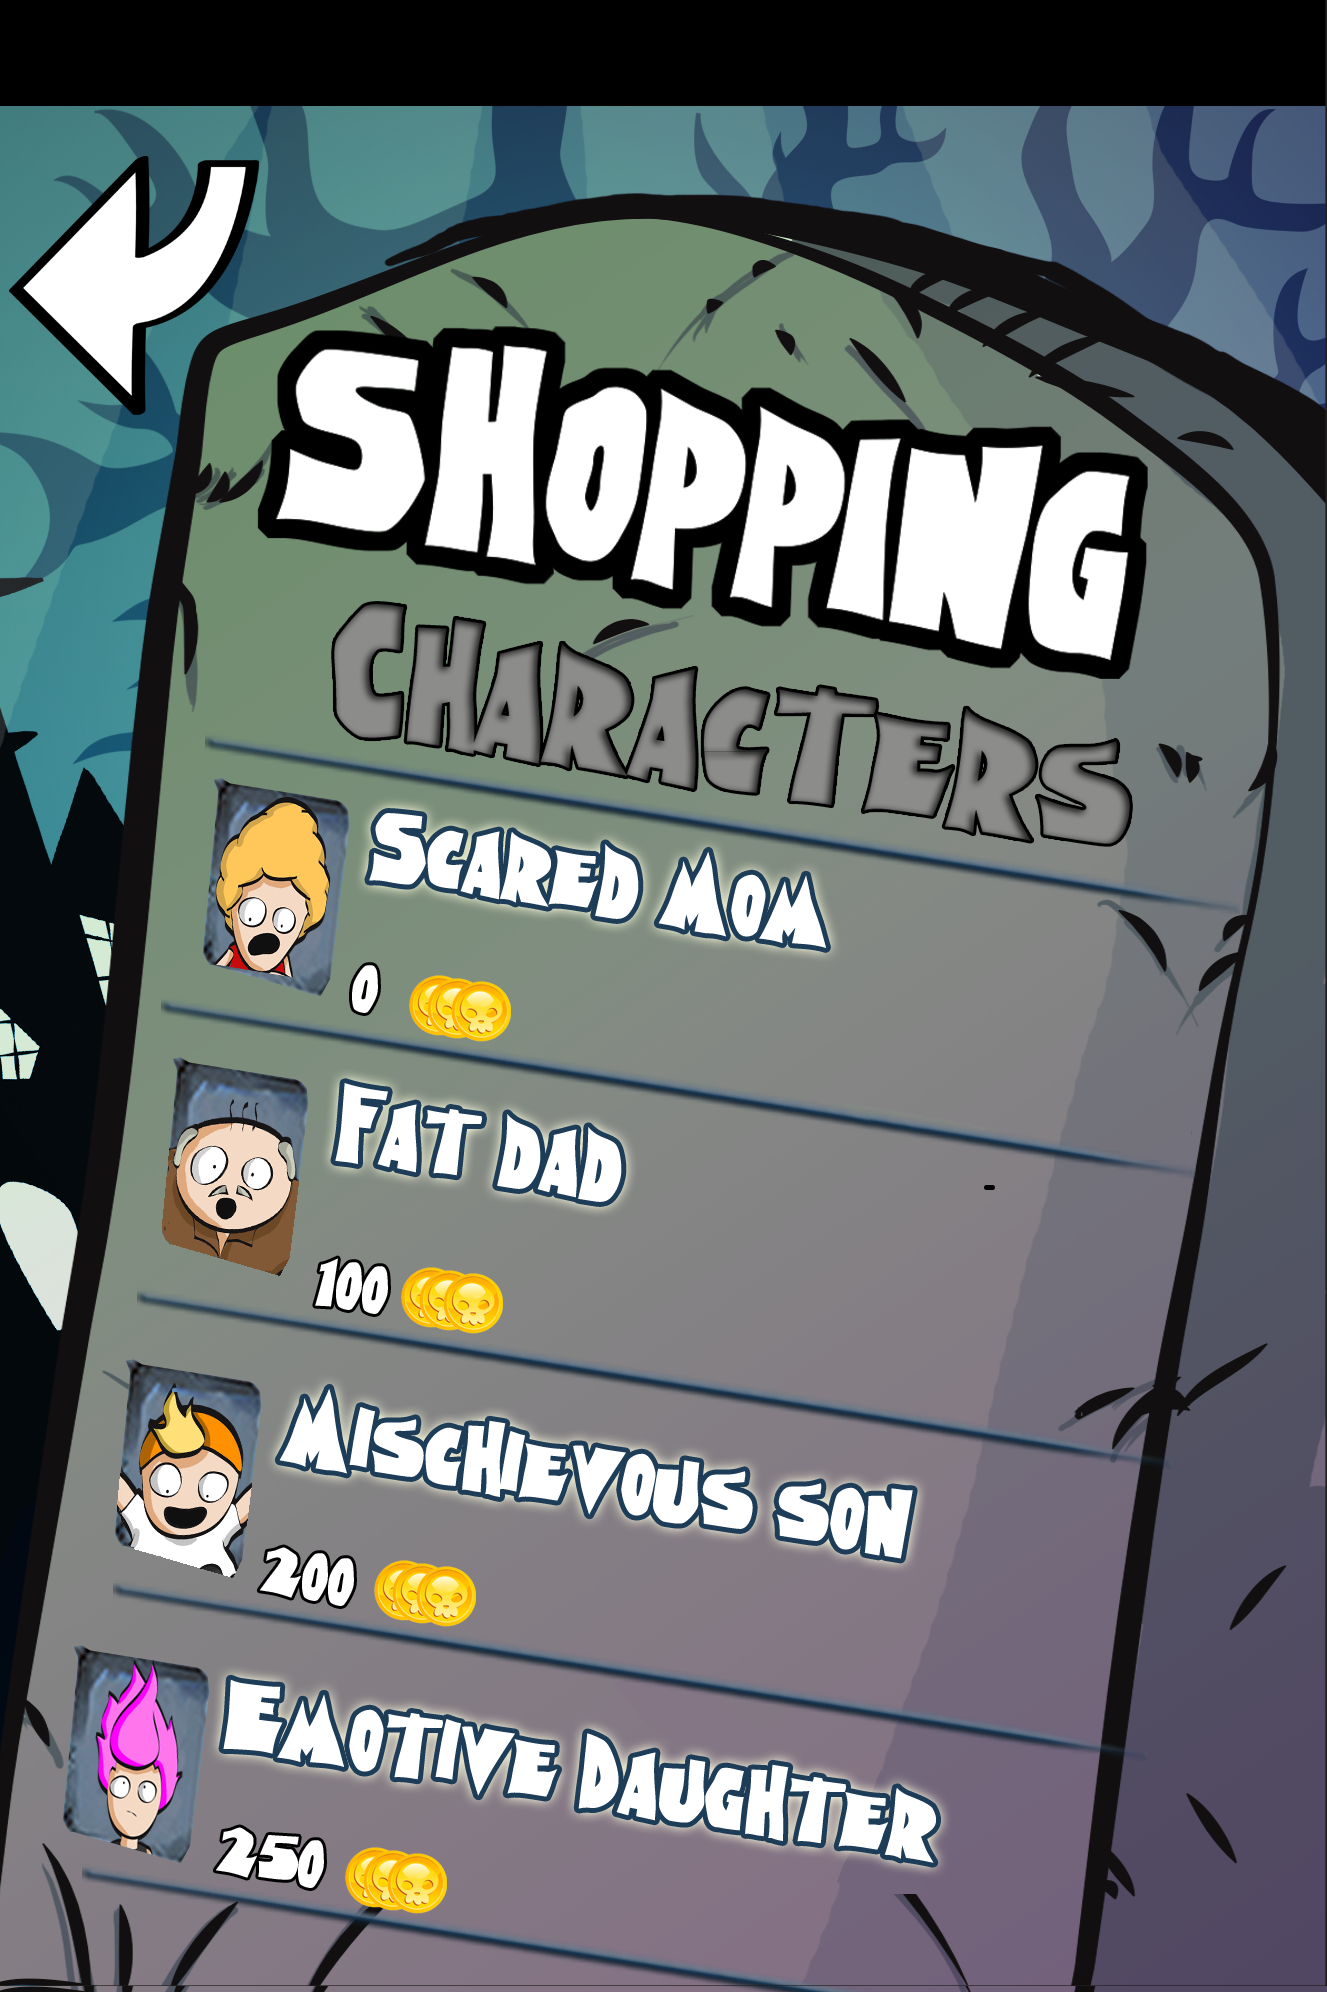 SHOPPING
CHARACTERS
SCARED MOM
0
FAT DAD
100
MISCHIEVOUS SON
200
EMOTIVE DAUGHTER
250